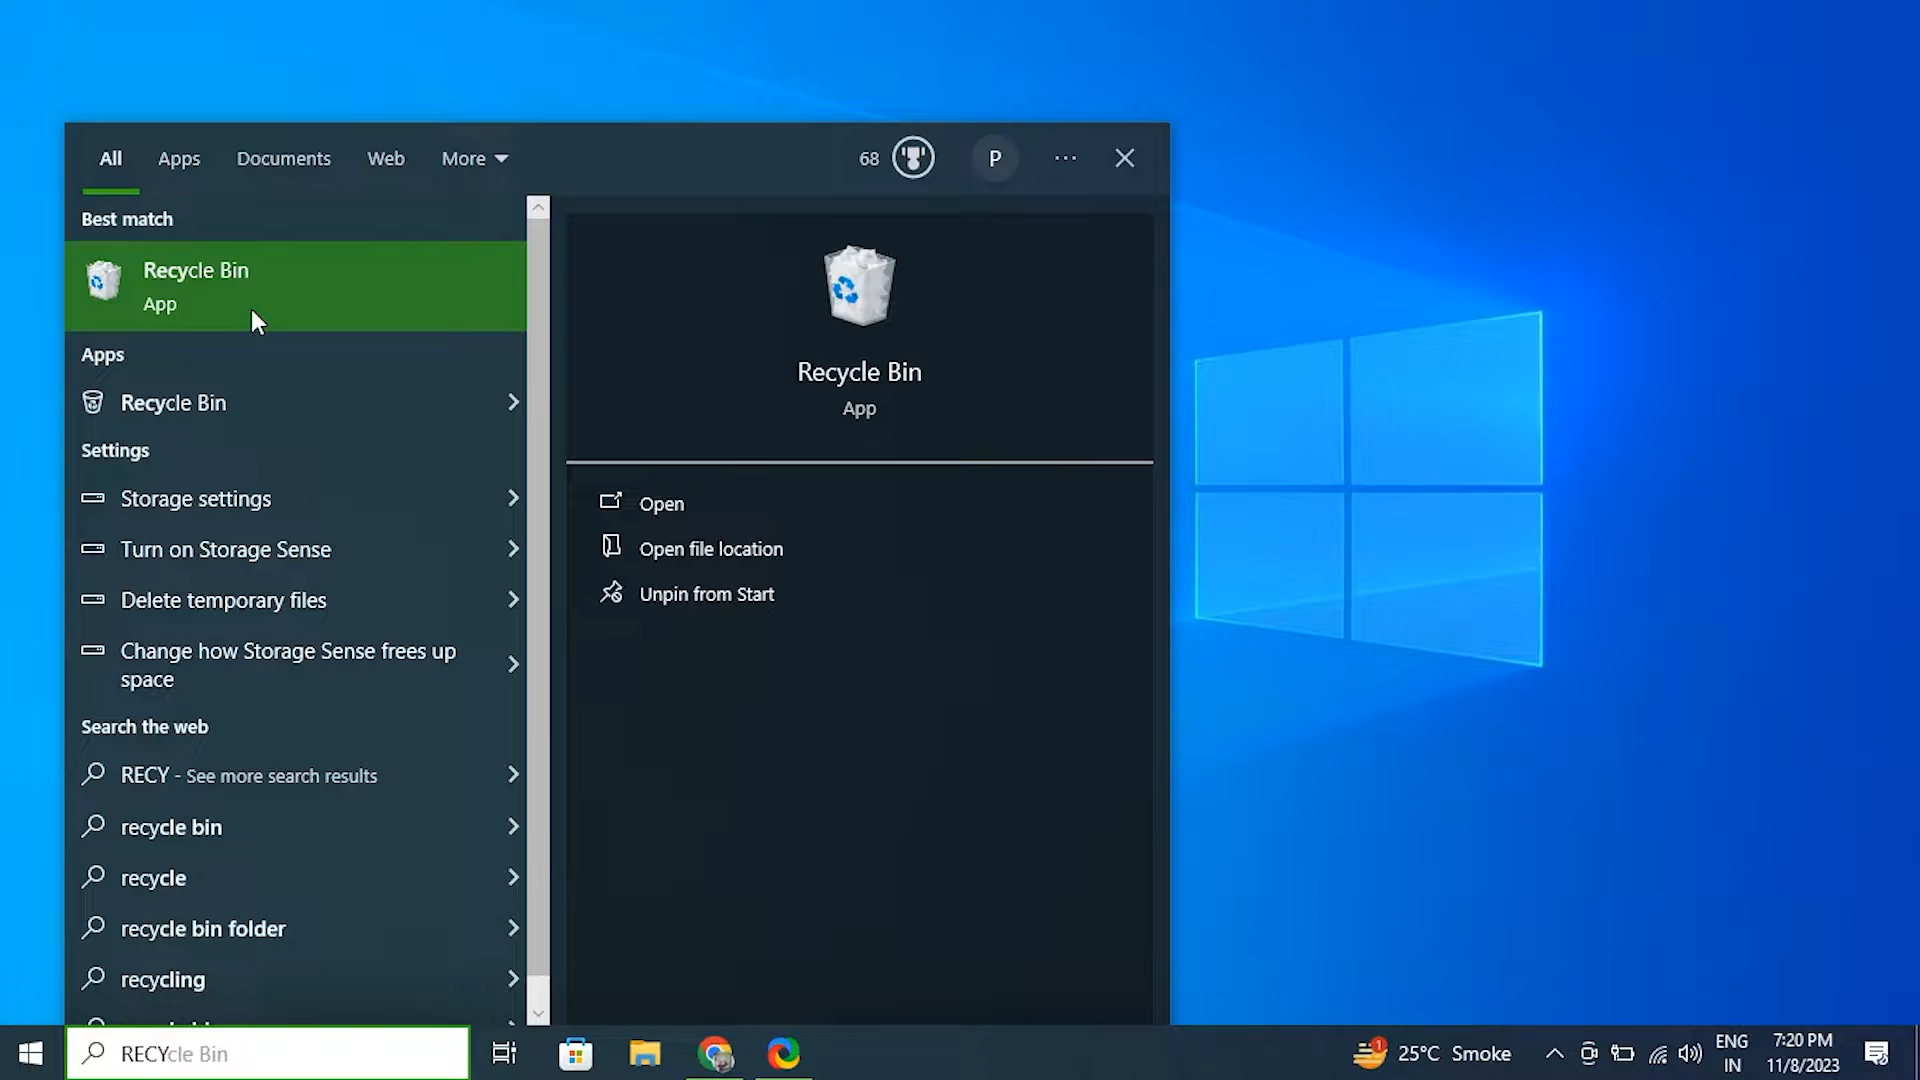 All Apps Documents Web More 68 P
Best match
Recycle Bin
App
Apps
Recycle Bin
Settings
Storage settings
Turn on Storage Sense
Delete temporary files
Change how Storage Sense frees up
space
Search the web
RECY - See more search results
recycle bin
recycle
recycle bin folder
recycling
Recycle Bin
App
Open
Open file location
Unpin from Start
RECYcle Bin
1
25°C Smoke
ENG
IN
7:20 PM
11/8/2023